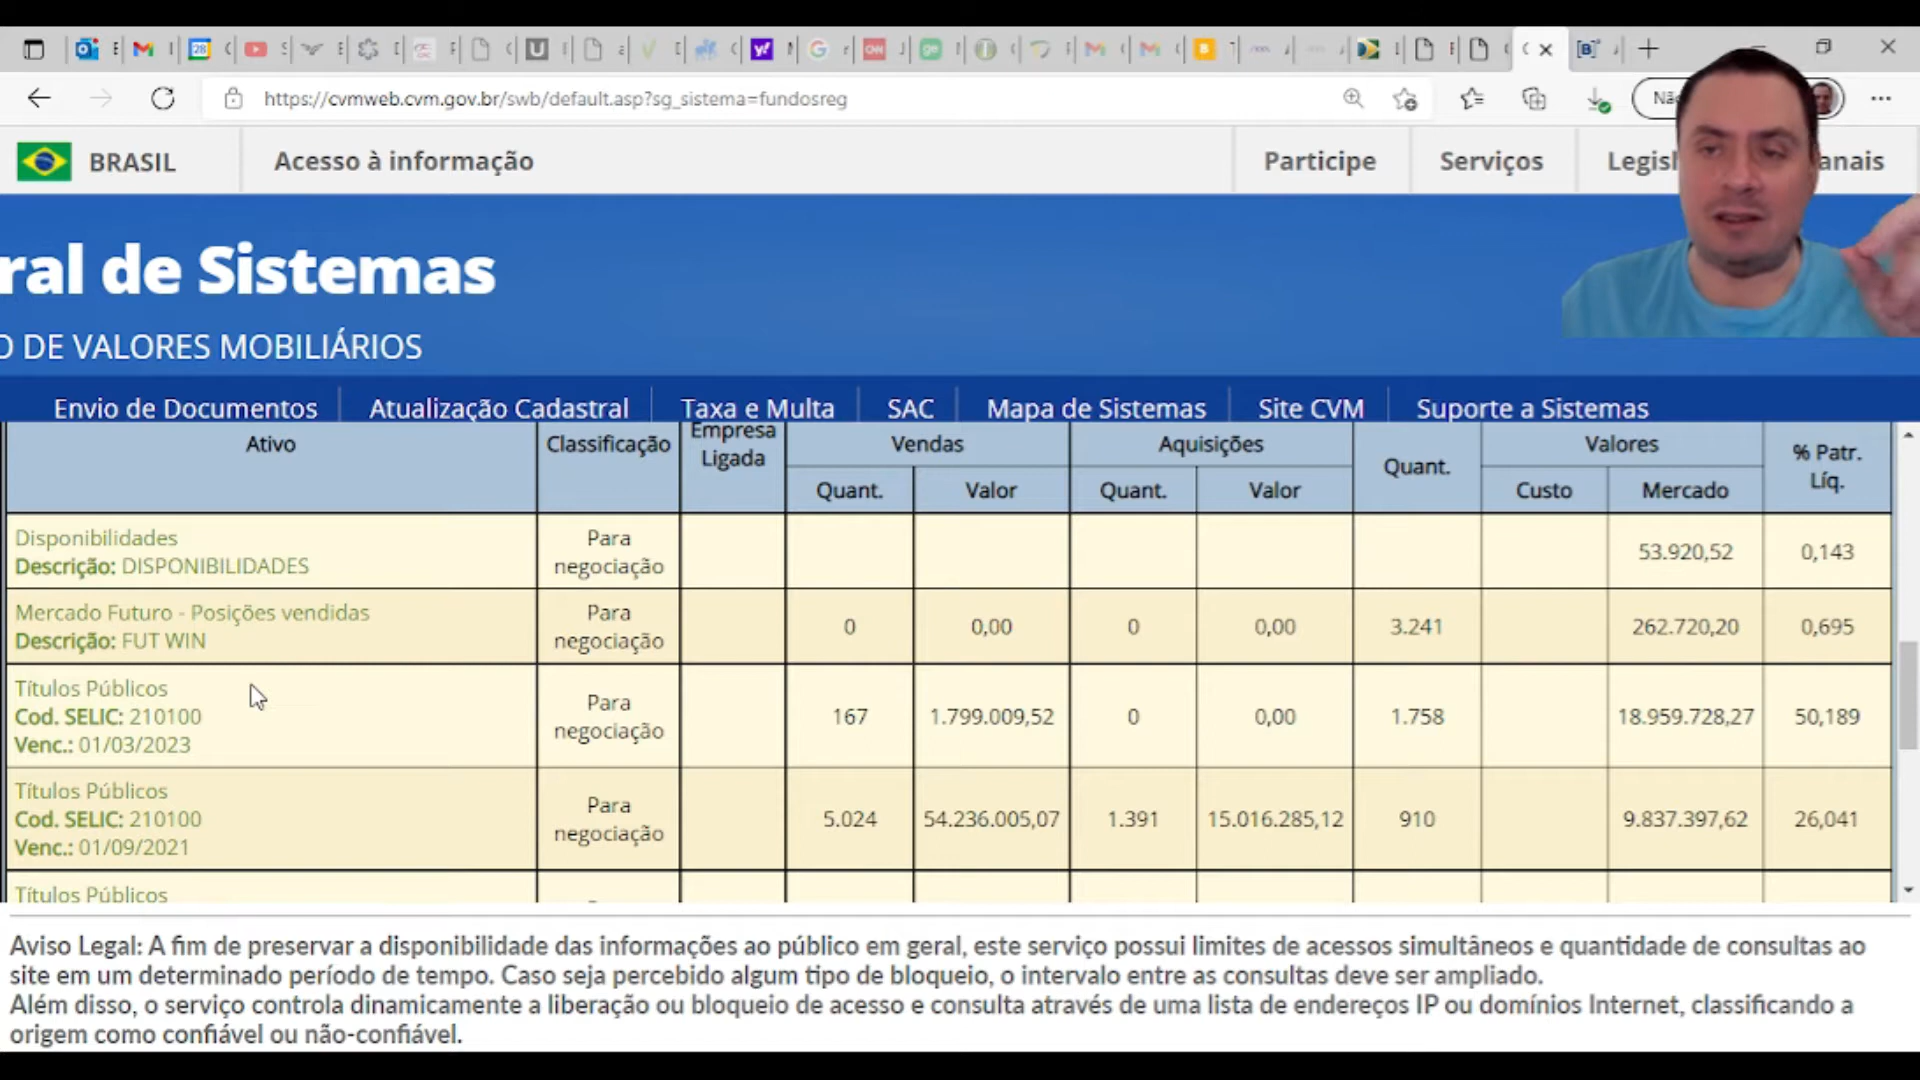 https://cvmweb.cvm.gov.br/swb/default.asp?sg_sistema=fundosreg
BRASIL
Acesso à informação
Participe
Serviços
ral de Sistemas
DE VALORES MOBILIÁRIOS
Envio de Documentos
Atualização Cadastral
Taxa e Multa
SAC
Mapa de Sistemas
Site CVM
Suporte a Sistemas
Ativo
Classificação
Empresa
Ligada
Vendas
Aquisições
Quant.
Valores
% Patr.
Líq.
Quant.
Valor
Quant.
Valor
Custo
Mercado
Disponibilidades
Descrição: DISPONIBILIDADES
Para
negociação
53.920,52
0,143
Mercado Futuro - Posições vendidas
Descrição: FUT WIN
Para
negociação
0
0,00
0
0,00
3.241
262.720,20
0,695
Títulos Públicos
Cod. SELIC: 210100
Venc.: 01/03/2023
Para
negociação
167
1.799.009,52
0
0,00
1.758
18.959.728,27
50,189
Títulos Públicos
Cod. SELIC: 210100
Venc.: 01/09/2021
Para
negociação
5.024
54.236.005,07
1.391
15.016.285,12
910
9.837.397,62
26,041
Títulos Públicos
Aviso Legal: A fim de preservar a disponibilidade das informações ao público em geral, este serviço possui limites de acessos simultâneos e quantidade de consultas ao
site em um determinado período de tempo. Caso seja percebido algum tipo de bloqueio, o intervalo entre as consultas deve ser ampliado.
Além disso, o serviço controla dinamicamente a liberação ou bloqueio de acesso e consulta através de uma lista de endereços IP ou domínios Internet, classificando a
origem como confiável ou não-confiável.